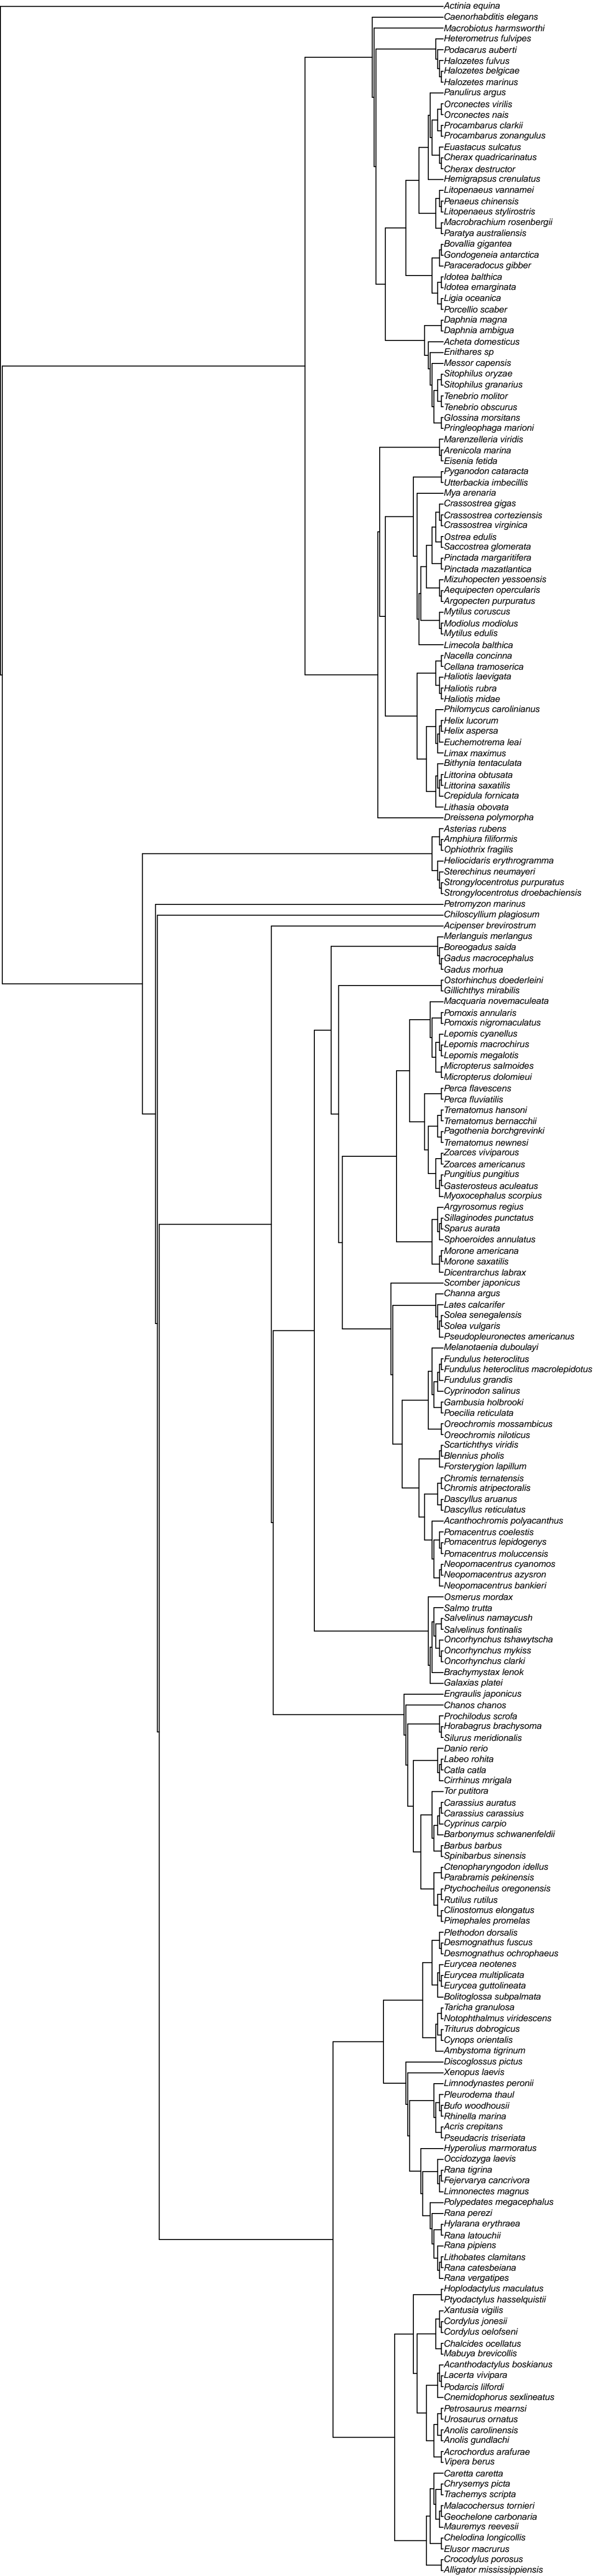 Actinia equina
Caenorhabditis elegans
Macrobiotus harmsworthi
Heterometrus fulvipes
Podacarus auberti
Halozetes fulvus
Halozetes belgicae
Halozetes marinus
Panulirus argus
Orconectes virilis
Orconectes nais
Procambarus clarkii
Procambarus zonangulus
Euastacus sulcatus
Cherax quadricarinatus
Cherax destructor
Hemigrapsus crenulatus
Litopenaeus vannamei
Penaeus chinensis
Litopenaeus stylirostris
Macrobrachium rosenbergii
Paratya australiensis
Bovallia gigantea
Gondogeneia antarctica
Paraceradocus gibber
Idotea balthica
Idotea emarginata
Ligia oceanica
Porcellio scaber
Daphnia magna
Daphnia ambigua
Acheta domesticus
Enithares sp
Messor capensis
Sitophilus oryzae
Sitophilus granarius
Tenebrio molitor
Tenebrio obscurus
Glossina morsitans
Pringleophaga marioni
Marenzelleria viridis
Arenicola marina
Eisenia fetida
Pyganodon cataracta
Utterbackia imbecillis
Mya arenaria
Crassostrea gigas
Crassostrea corteziensis
Crassostrea virginica
Ostrea edulis
Saccostrea glomerata
Pinctada margaritifera
Pinctada mazatlantica
Mizuhopecten yessoensis
Aequipecten opercularis
Argopecten purpuratus
Mytilus coruscus
Modiolus modiolus
Mytilus edulis
Limecola balthica
Nacella concinna
Cellana tramoserica
Haliotis laevigata
Haliotis rubra
Haliotis midae
Philomycus carolinianus
Helix lucorum
Helix aspersa
Euchemotrema leai
Limax maximus
Bithynia tentaculata
Littorina obtusata
Littorina saxatilis
Crepidula fornicata
Lithasia obovata
Dreissena polymorpha
Asterias rubens
Amphiura filiformis
Ophiothrix fragilis
Heliocidaris erythrogramma
Sterechinus neumayeri
Strongylocentrotus purpuratus
Strongylocentrotus droebachiensis
Petromyzon marinus
Chiloscyllium plagiosum
Acipenser brevirostrum
Merlanguis merlangus
Boreogadus saida
Gadus macrocephalus
Gadus morhua
Ostorhinchus doederleini
Gillichthys mirabilis
Macquaria novemaculeata
Pomoxis annularis
Pomoxis nigromaculatus
Lepomis cyanellus
Lepomis macrochirus
Lepomis megalotis
Micropterus salmoides
Micropterus dolomieui
Perca flavescens
Perca fluviatilis
Trematomus hansoni
Trematomus bernacchii
Pagothenia borchgrevinki
Trematomus newnesi
Zoarces viviparous
Zoarces americanus
Pungitius pungitius
Gasterosteus aculeatus
Myoxocephalus scorpius
Argyrosomus regius
Sillaginodes punctatus
Sparus aurata
Sphoeroides annulatus
Morone americana
Morone saxatilis
Dicentrarchus labrax
Scomber japonicus
Channa argus
Lates calcarifer
Solea senegalensis
Solea vulgaris
Pseudopleuronectes americanus
Melanotaenia duboulayi
Fundulus heteroclitus
Fundulus heteroclitus macrolepidotus
Fundulus grandis
Cyprinodon salinus
Gambusia holbrooki
Poecilia reticulata
Oreochromis mossambicus
Oreochromis niloticus
Scartichthys viridis
Blennius pholis
Forsterygion lapillum
Chromis ternatensis
Chromis atripectoralis
Dascyllus aruanus
Dascyllus reticulatus
Acanthochromis polyacanthus
Pomacentrus coelestis
Pomacentrus lepidogenys
Pomacentrus moluccensis
Neopomacentrus cyanomos
Neopomacentrus azysron
Neopomacentrus bankieri
Osmerus mordax
Salmo trutta
Salvelinus namaycush
Salvelinus fontinalis
Oncorhynchus tshawytscha
Oncorhynchus mykiss
Oncorhynchus clarki
Brachymystax lenok
Galaxias platei
Engraulis japonicus
Chanos chanos
Prochilodus scrofa
Horabagrus brachysoma
Silurus meridionalis
Danio rerio
Labeo rohita
Catla catla
Cirrhinus mrigala
Tor putitora
Carassius auratus
Carassius carassius
Cyprinus carpio
Barbonymus schwanenfeldii
Barbus barbus
Spinibarbus sinensis
Ctenopharyngodon idellus
Parabramis pekinensis
Ptychocheilus oregonensis
Rutilus rutilus
Clinostomus elongatus
Pimephales promelas
Plethodon dorsalis
Desmognathus fuscus
Desmognathus ochrophaeus
Eurycea neotenes
Eurycea multiplicata
Eurycea guttolineata
Bolitoglossa subpalmata
Taricha granulosa
Notophthalmus viridescens
Triturus dobrogicus
Cynops orientalis
Ambystoma tigrinum
Discoglossus pictus
Xenopus laevis
Limnodynastes peronii
Pleurodema thaul
Bufo woodhousii
Rhinella marina
Acris crepitans
Pseudacris triseriata
Hyperolius marmoratus
Occidozyga laevis
Rana tigrina
Fejervarya cancrivora
Limnonectes magnus
Polypedates megacephalus
Rana perezi
Hylarana erythraea
Rana latouchii
Rana pipiens
Lithobates clamitans
Rana catesbeiana
Rana vergatipes
Hoplodactylus maculatus
Ptyodactylus hasselquistii
Xantusia vigilis
Cordylus jonesii
Cordylus oelofseni
Chalcides ocellatus
Mabuya brevicollis
Acanthodactylus boskianus
Lacerta vivipara
Podarcis lilfordi
Cnemidophorus sexlineatus
Petrosaurus mearnsi
Urosaurus ornatus
Anolis carolinensis
Anolis gundlachi
Acrochordus arafurae
Vipera berus
Caretta caretta
Chrysemys picta
Trachemys scripta
Malacochersus tornieri
Geochelone carbonaria
Mauremys reevesii
Chelodina longicollis
Elusor macrurus
Crocodylus porosus
Alligator mississippiensis